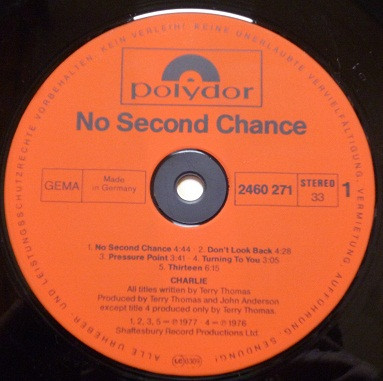 polydor
No Second Chance
GEMA
Made
in Germany
2460 271
STEREO
33
1
1. No Second Chance 4:44 · 2. Don't Look Back 4:28
3. Pressure Point 3:41 · 4. Turning To You 3:05
5. Thirteen 6:15
CHARLIE
All titles written by Terry Thomas
Produced by Terry Thomas and John Anderson
except title 4 produced only by Terry Thomas.
1, 2, 3, 5 = ℗ 1977 · 4 = ℗ 1976
Shaftesbury Record Productions Ltd.
ALLE URHEBER UND LEISTUNGSSCHUTZRECHTE VORBEHALTEN · KEIN VERLEIH! KEINE UNERLAUBTE VERVIELFÄLTIGUNG, VERMIETUNG, AUFFÜHRUNG, SENDUNG!